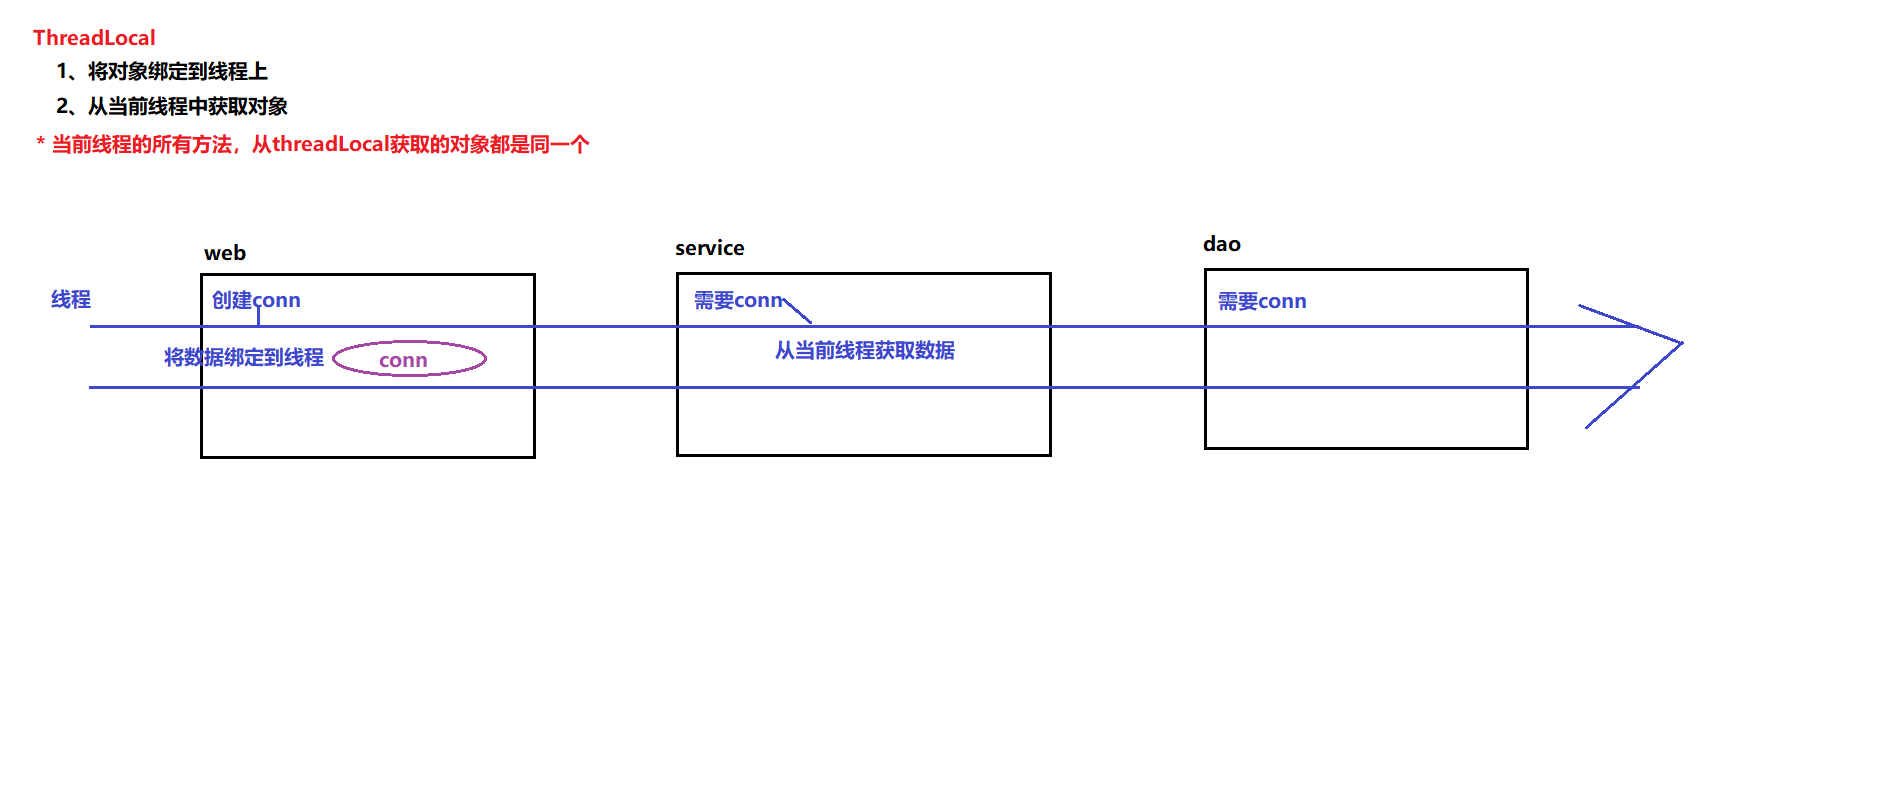 ThreadLocal
1、将对象绑定到线程上
2、从当前线程中获取对象
* 当前线程的所有方法，从threadLocal获取的对象都是同一个
web
service
dao
线程
创建conn
需要conn
需要conn
将数据绑定到线程
conn
从当前线程获取数据